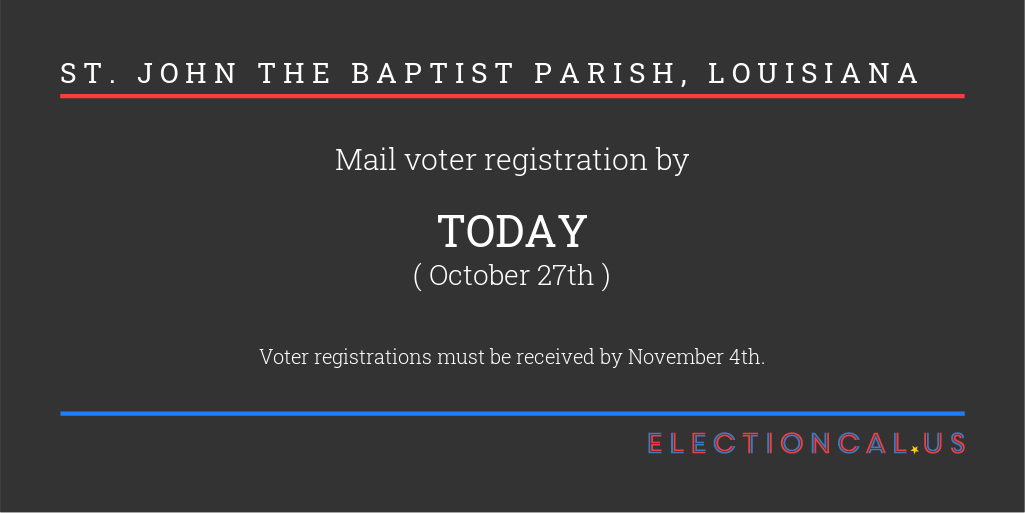 ST. JOHN THE BAPTIST PARISH, LOUISIANA
Mail voter registration by
TODAY
( October 27th )
Voter registrations must be received by November 4th.
ELECTIONCAL.US